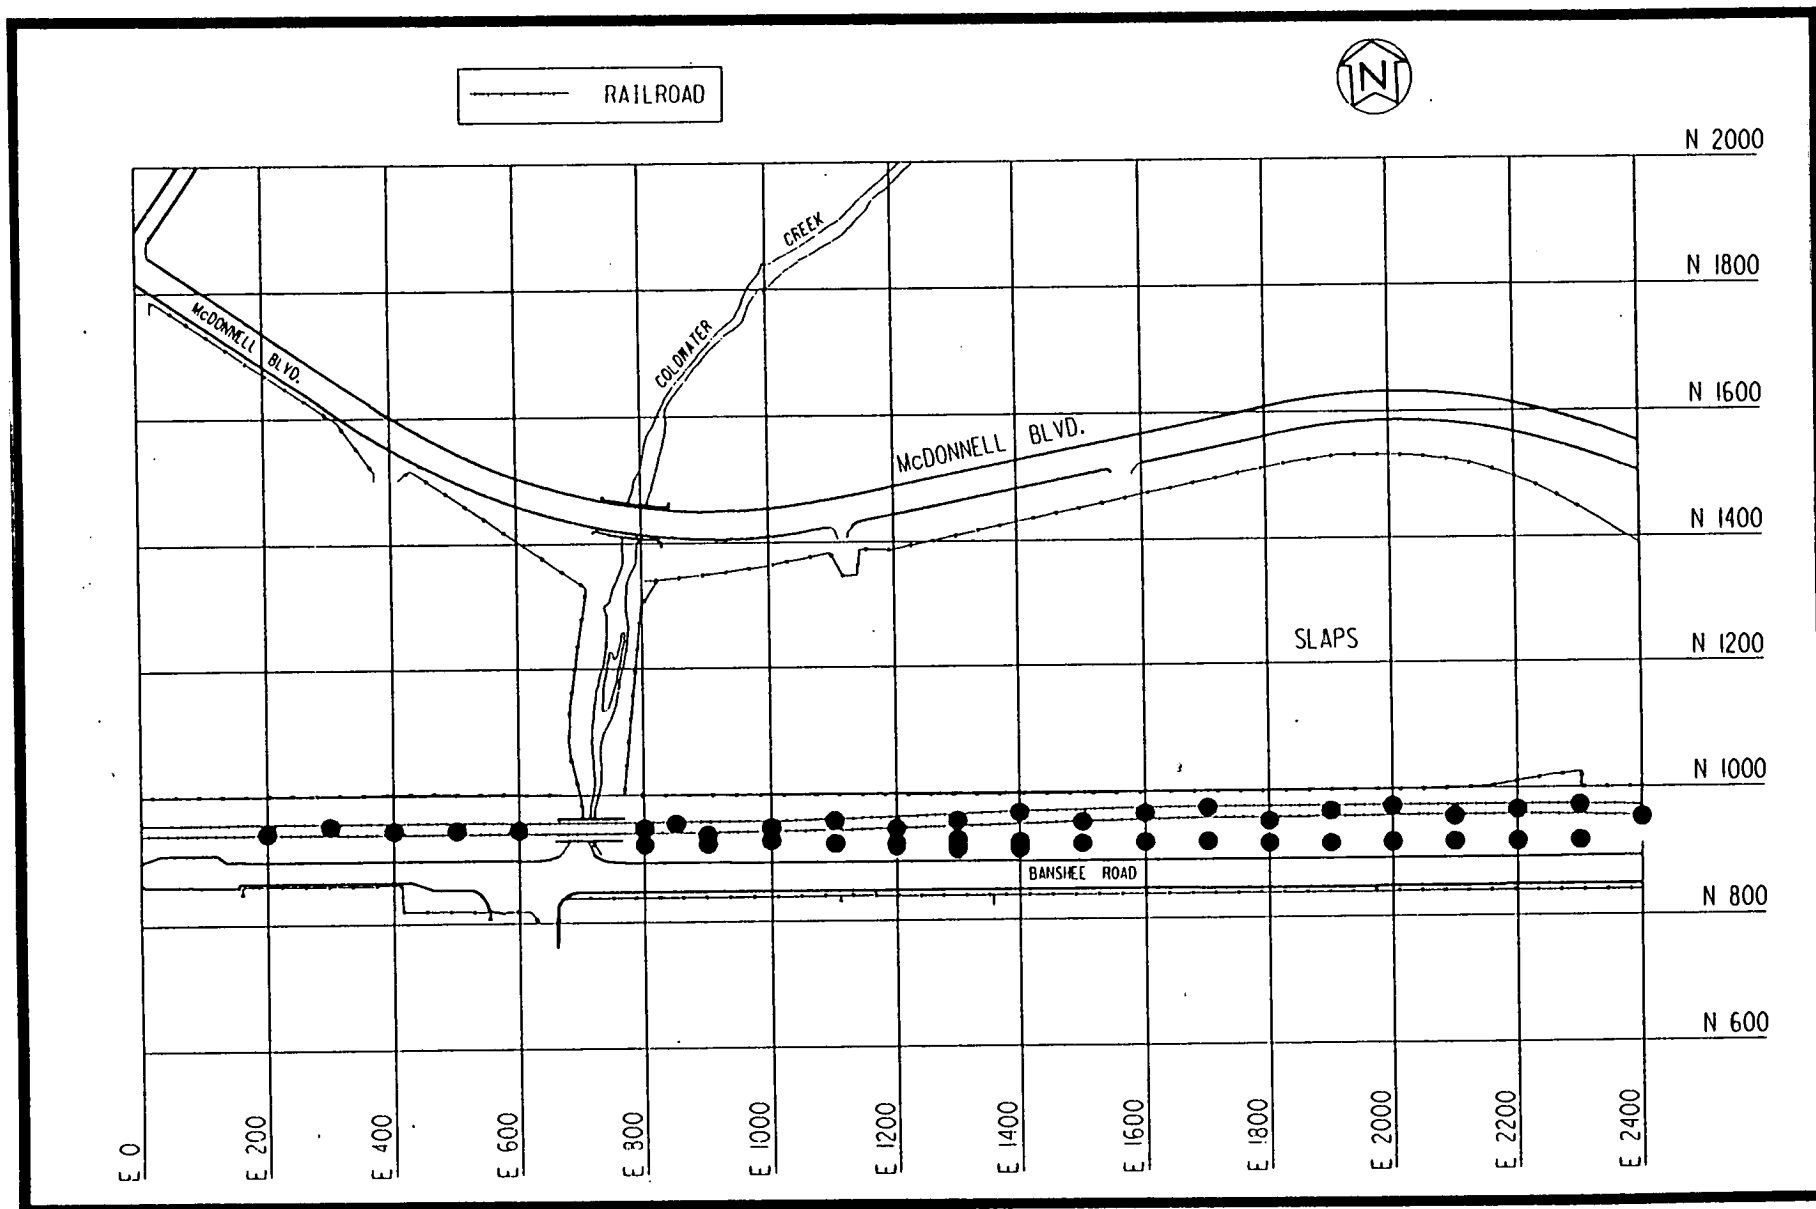 RAILROAD
N
N 2000
CREEK
N 1800
McDONNELL BLVD.
COLDWATER
N 1600
McDONNELL BLVD.
N 1400
SLAPS
N 1200
N 1000
BANSHEE ROAD
N 800
N 600
E 0
E 200
E 400
E 600
E 800
E 1000
E 1200
E 1400
E 1600
E 1800
E 2000
E 2200
E 2400